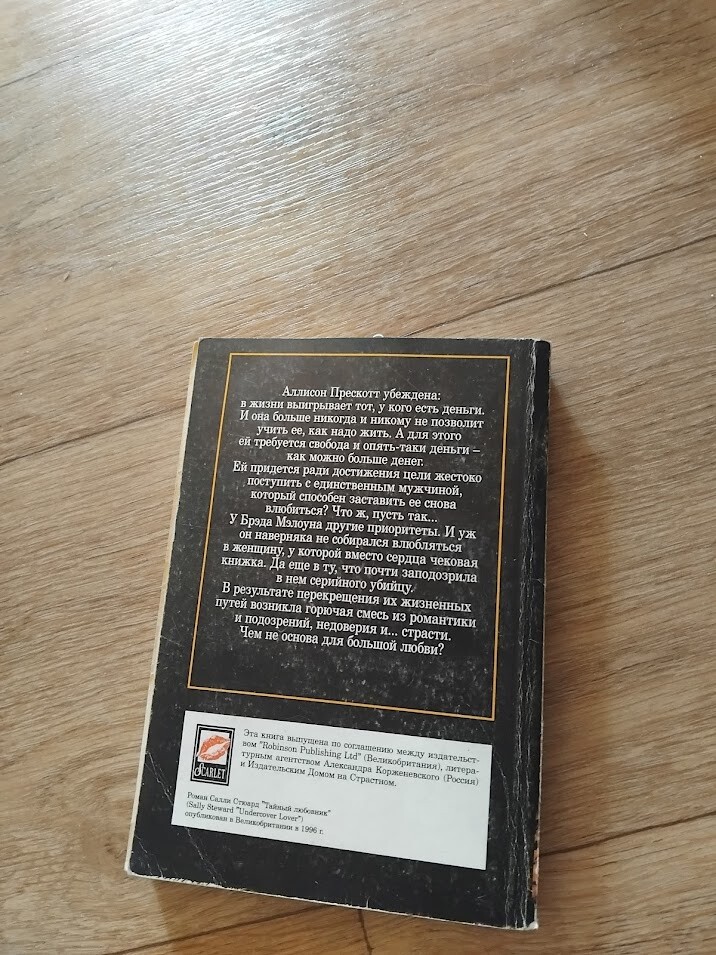 Аллисон Прескотт убеждена:
в жизни выигрывает тот, у кого есть деньги.
И она больше никогда и никому не позволит
учить ее, как надо жить. А для этого
ей требуется свобода и опять-таки деньги –
как можно больше денег.
Ей придется ради достижения цели жестоко
поступить с единственным мужчиной,
который способен заставить ее снова
влюбиться? Что ж, пусть так...
У Брэда Мэлоуна другие приоритеты. И уж
он наверняка не собирался влюбляться
в женщину, у которой вместо сердца чековая
книжка. Да еще в ту, что почти заподозрила
в нем серийного убийцу.
В результате перекрещения их жизненных
путей возникла горючая смесь из романтики
и подозрений, недоверия и... страсти.
Чем не основа для большой любви?
SCARLET
Эта книга выпущена по соглашению между издательст-
вом "Robinson Publishing Ltd" (Великобритания), литера-
турным агентством Александра Корженевского (Россия)
и Издательским Домом на Страстном.
Роман Салли Стюард "Тайный любовник"
(Sally Steward "Undercover Lover")
опубликован в Великобритании в 1996 г.